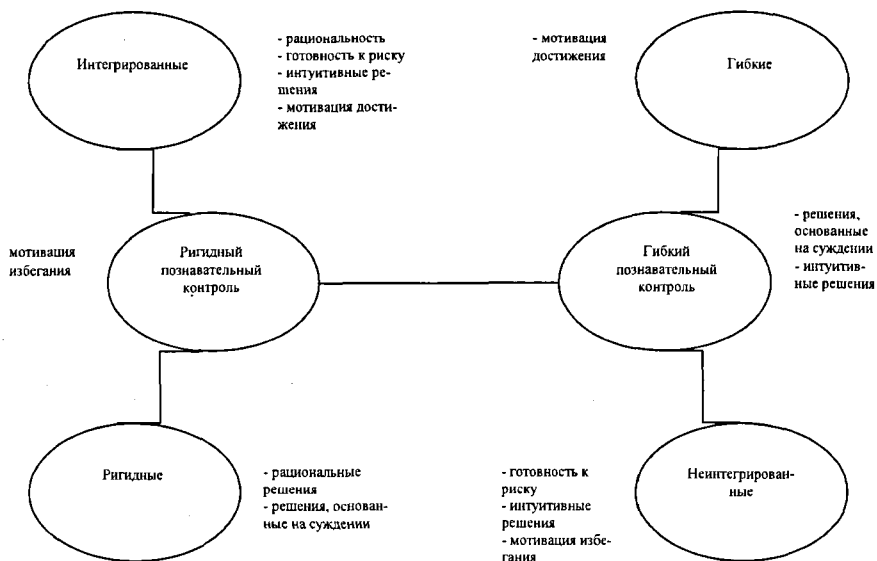 Интегрированные
- рациональность
- готовность к риску
- интуитивные ре-
шения
- мотивация дости-
жения
- мотивация
достижения
Гибкие
мотивация
избегания
Ригидный
познавательный
контроль
Гибкий
познавательный
контроль
- решения,
основанные
на суждении
- интуитив-
ные решения
Ригидные
- рациональные
решения
- решения, основан-
ные на суждении
- готовность к
риску
- интуитивные
решения
- мотивация избе-
гания
Неинтегрирован-
ные